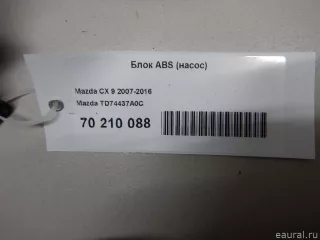 Блок ABS (насос)
Mazda CX 9 2007-2016
Mazda TD74437A0C
70 210 088
eaural.ru